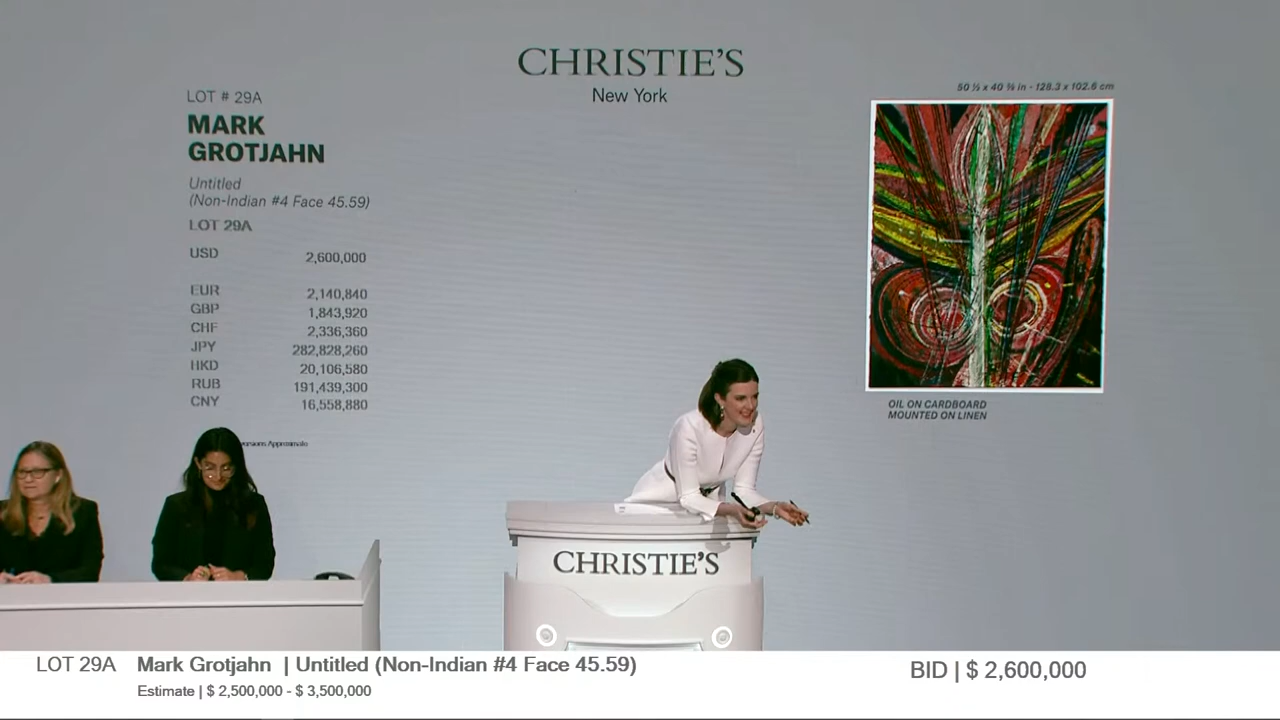 CHRISTIE'S
New York
LOT # 29A
MARK
GROTJAHN
Untitled
(Non-Indian #4 Face 45.59)
LOT 29A
USD 2,600,000
EUR 2,140,840
GBP 1,843,920
CHF 2,336,360
JPY 282,828,260
HKD 20,106,580
RUB 191,439,300
CNY 16,558,880
Approximate
50 ½ x 40 ⅜ in - 128.3 x 102.6 cm
OIL ON CARDBOARD
MOUNTED ON LINEN
CHRISTIE'S
LOT 29A Mark Grotjahn | Untitled (Non-Indian #4 Face 45.59)
Estimate | $ 2,500,000 - $ 3,500,000
BID | $ 2,600,000